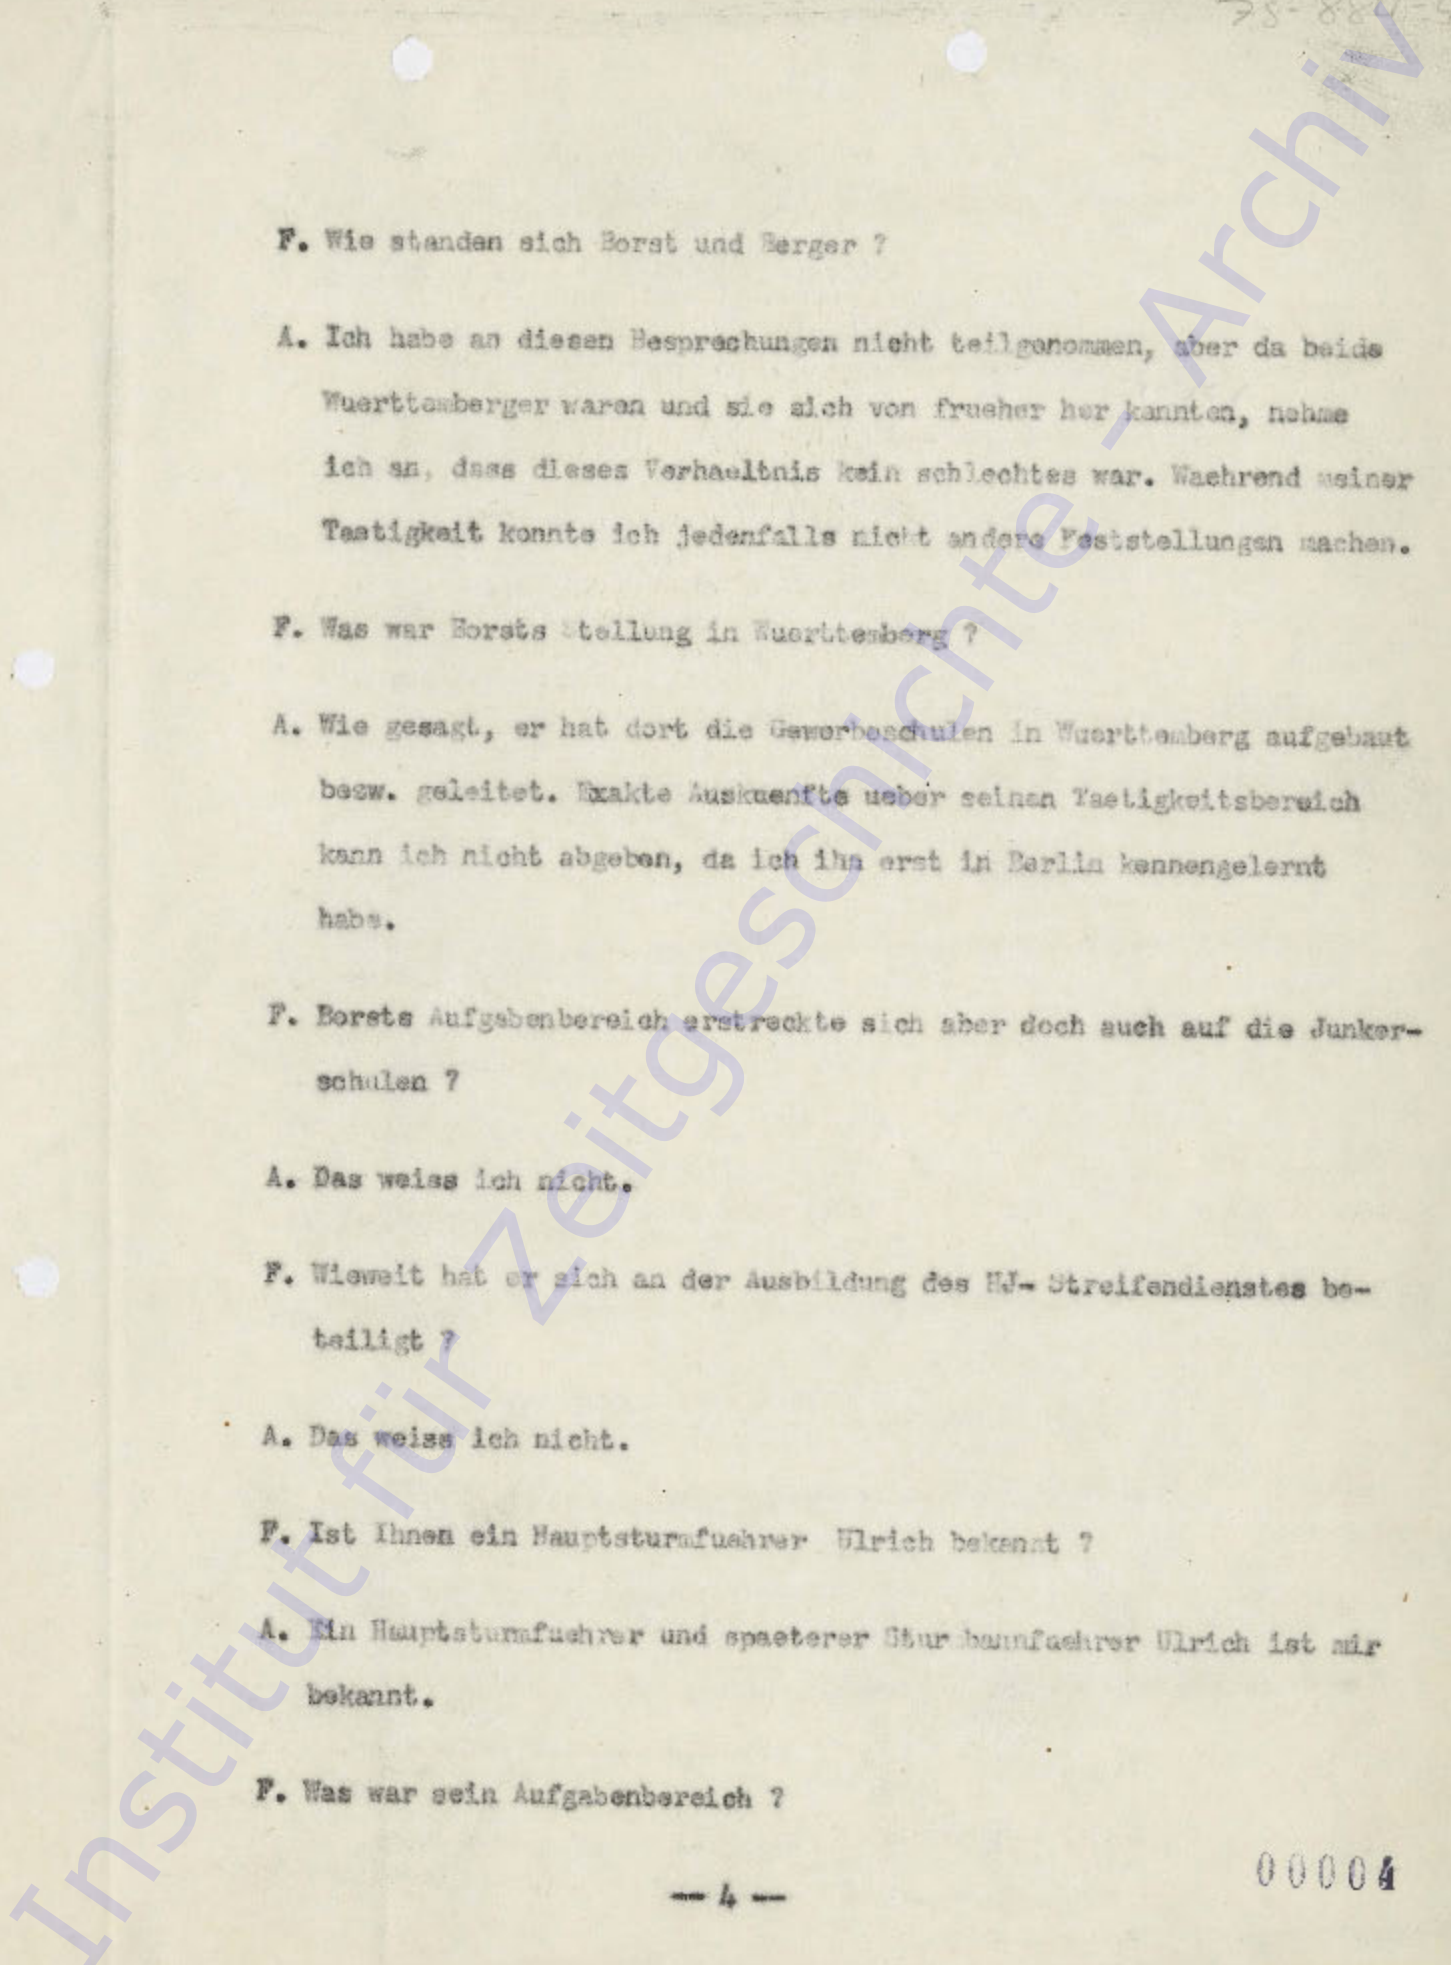 F. Wie standen sich Borst und Berger ?
A. Ich habe an diesen Besprechungen nicht teilgenommen, aber da beide
Wuerttemberger waren und sie sich von frueher her kannten, nehme
ich an, dass dieses Verhaeltnis kein schlechtes war. Waehrend meiner
Taetigkeit konnte ich jedenfalls nicht andere Feststellungen machen.
F. Was war Borsts Stellung in Wuerttemberg ?
A. Wie gesagt, er hat dort die Gewerbeschulen in Wuerttemberg aufgebaut
bezw. geleitet. Exakte Auskuenfte ueber seinen Taetigkeitsbereich
kann ich nicht abgeben, da ich ihn erst in Berlin kennengelernt
habe.
F. Borsts Aufgabenbereich erstreckte sich aber doch auch auf die Junker-
schulen ?
A. Das weiss ich nicht.
F. Wieweit hat er sich an der Ausbildung des HJ- Streifendienstes be-
teiligt ?
A. Das weiss ich nicht.
F. Ist Ihnen ein Hauptsturmfuehrer Ulrich bekannt ?
A. Ein Hauptsturmfuehrer und spaeterer Sturmbannfuehrer Ulrich ist mir
bekannt.
F. Was war sein Aufgabenbereich ?
00004
— 4 —
Institut für Zeitgeschichte - Archiv